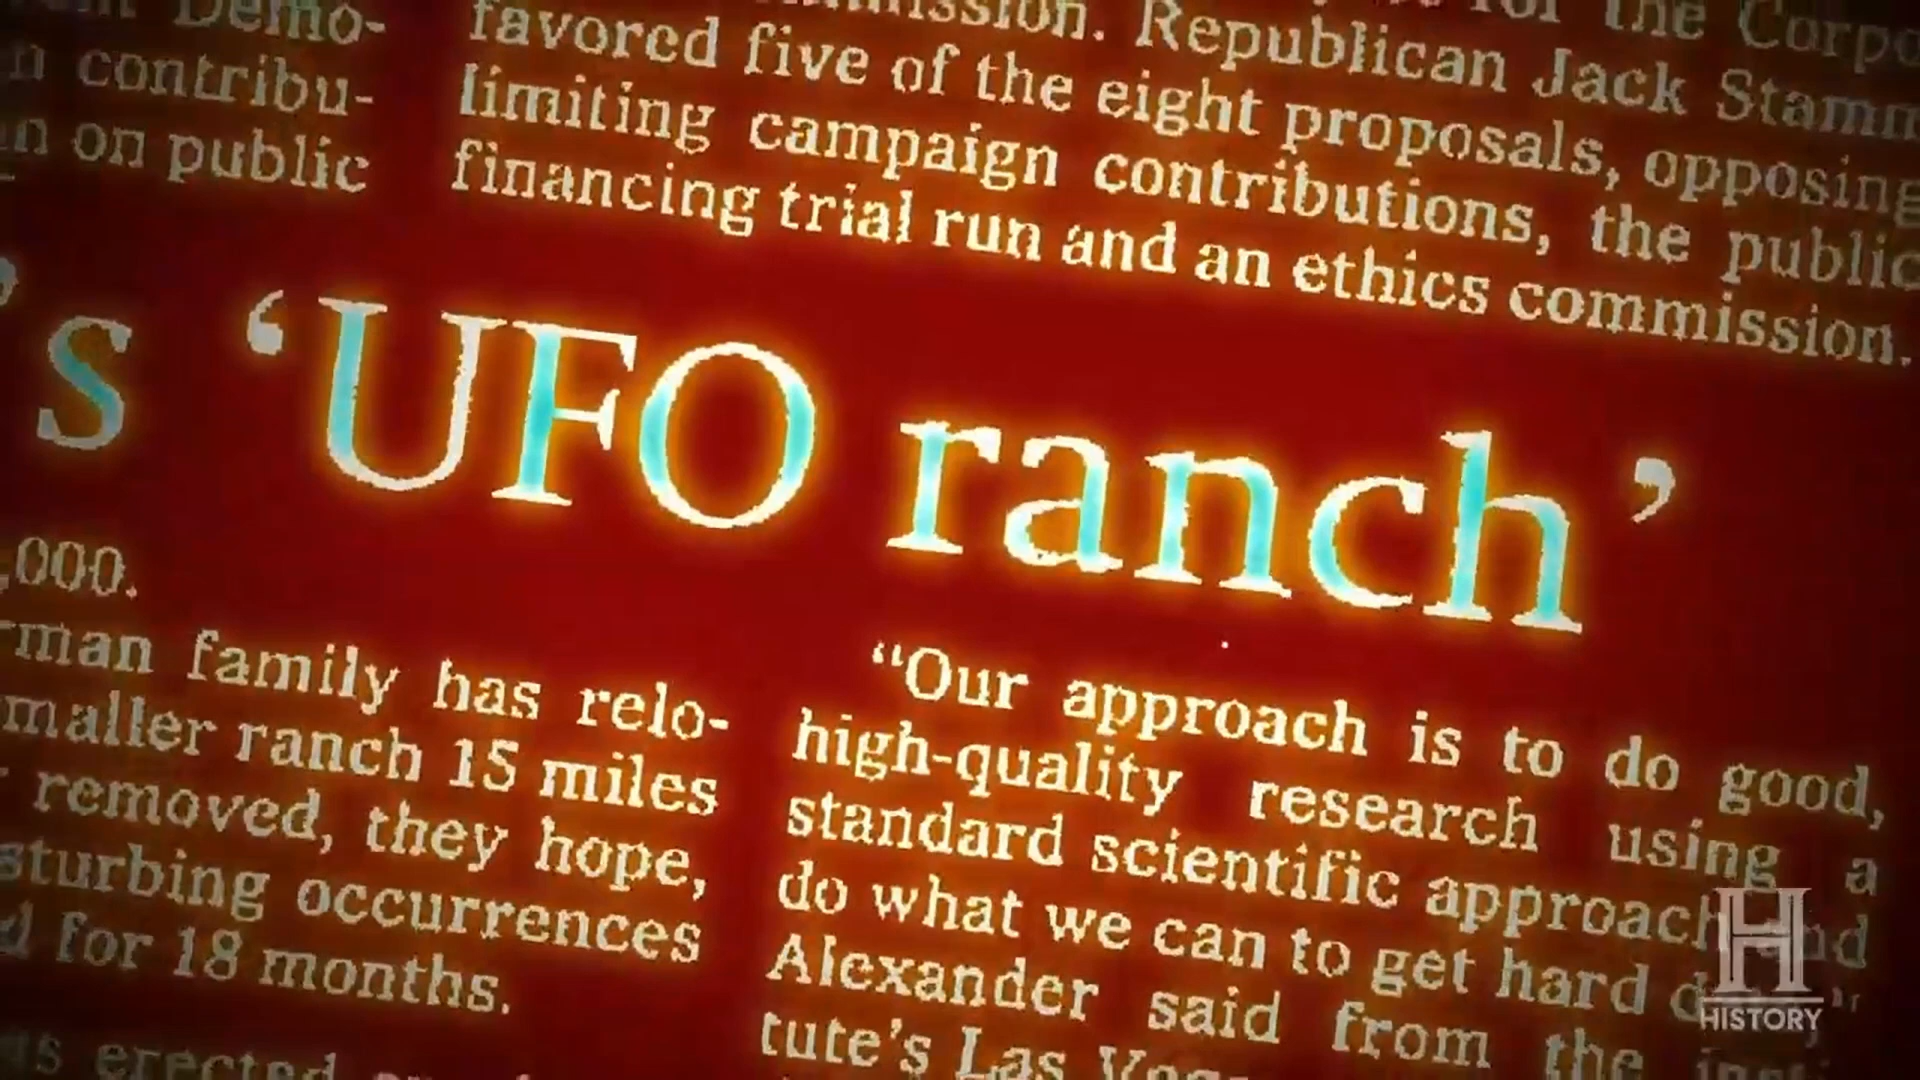 Demo-
contribu-
on public
Republican Jack
favored five of the eight proposals, opposing
limiting campaign contributions, the public
financing trial run and an ethics commission.
's ‘UFO ranch’
,000.
family has relo-
ranch 15 miles
removed, they hope,
occurrences
for 18 months.
“Our approach is to do good,
high-quality research using a
standard scientific approach
do what we can to get hard
Alexander said from the
tute’s Las
erected
H
HISTORY